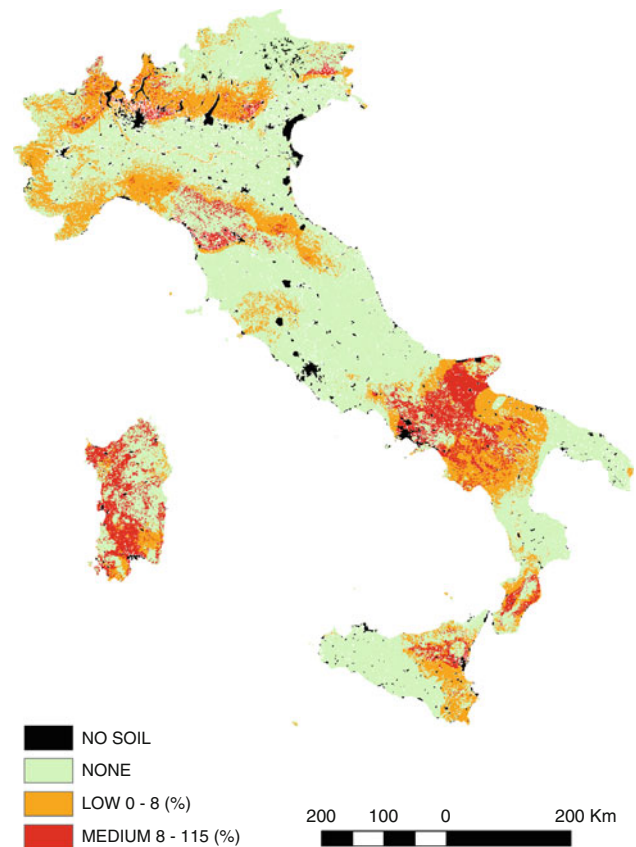 NO SOIL
NONE
LOW 0 - 8 (%)
MEDIUM 8 - 115 (%)
200 100 0 200 Km